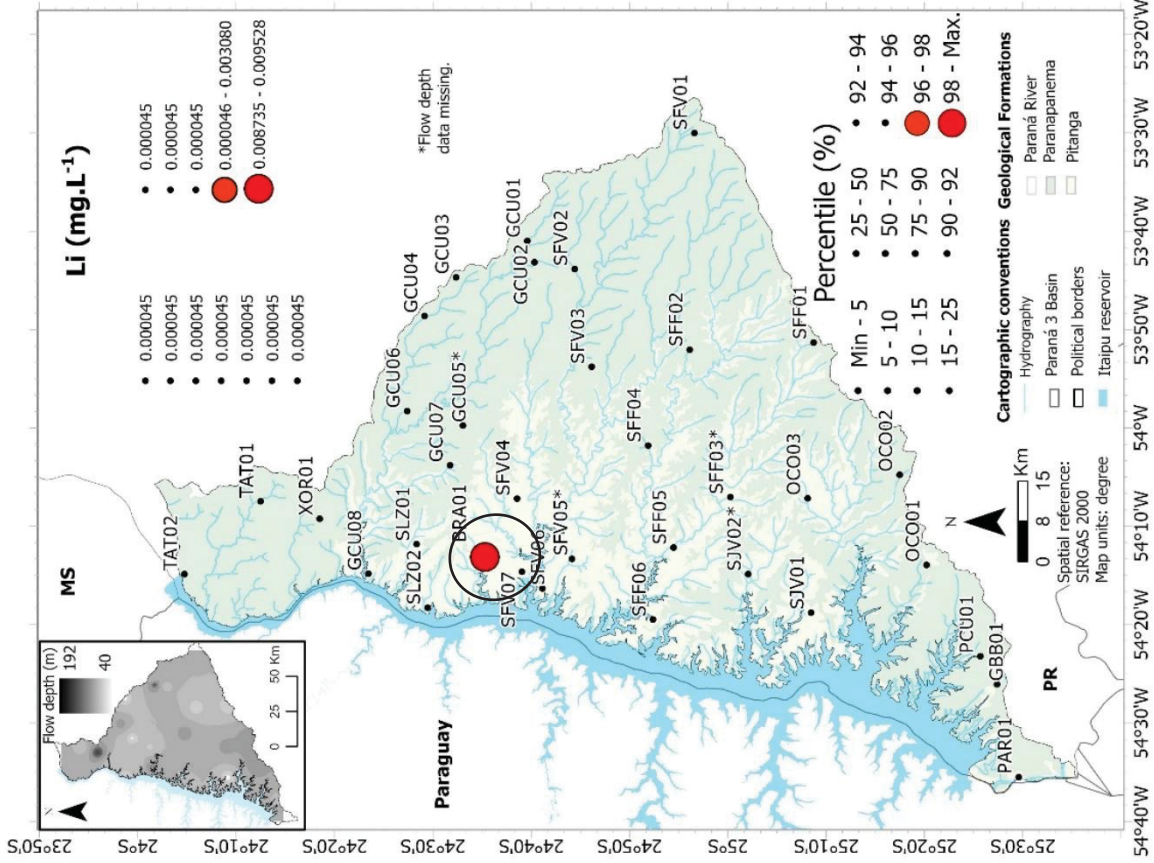 Li (mg.L-1)
0.000045
0.000045
0.000045
0.000045
0.000045
0.000045
0.000045
0.000045
0.000045
0.000045
0.000046 - 0.003080
0.008735 - 0.009528
*Flow depth
data missing.
MS
Paraguay
PR
Flow depth (m)
192
40
N
0 25 50 Km
TAT02
TAT01
XOR01
GCU08
SLZ01
SLZ02
BRA01
GCU07
GCU06
GCU05*
GCU04
GCU03
GCU02
GCU01
SFV07
SFV06
SFV05*
SFV04
SFV03
SFV02
SFV01
SFF06
SFF05
SFF04
SFF03*
SFF02
SFF01
SJV02*
SJV01
OCO03
OCO02
OCO01
PCU01
GBB01
PAR01
Percentile (%)
Min - 5
5 - 10
10 - 15
15 - 25
25 - 50
50 - 75
75 - 90
90 - 92
92 - 94
94 - 96
96 - 98
98 - Max.
N
0 8 15 Km
Spatial reference:
SIRGAS 2000
Map units: degree
Cartographic conventions
Hydrography
Paraná 3 Basin
Political borders
Itaipu reservoir
Geological Formations
Paraná River
Paranapanema
Pitanga
23°50'S
24°S
24°10'S
24°20'S
24°30'S
24°40'S
24°50'S
25°S
25°10'S
25°20'S
25°30'S
54°40'W
54°30'W
54°20'W
54°10'W
54°W
53°50'W
53°40'W
53°30'W
53°20'W